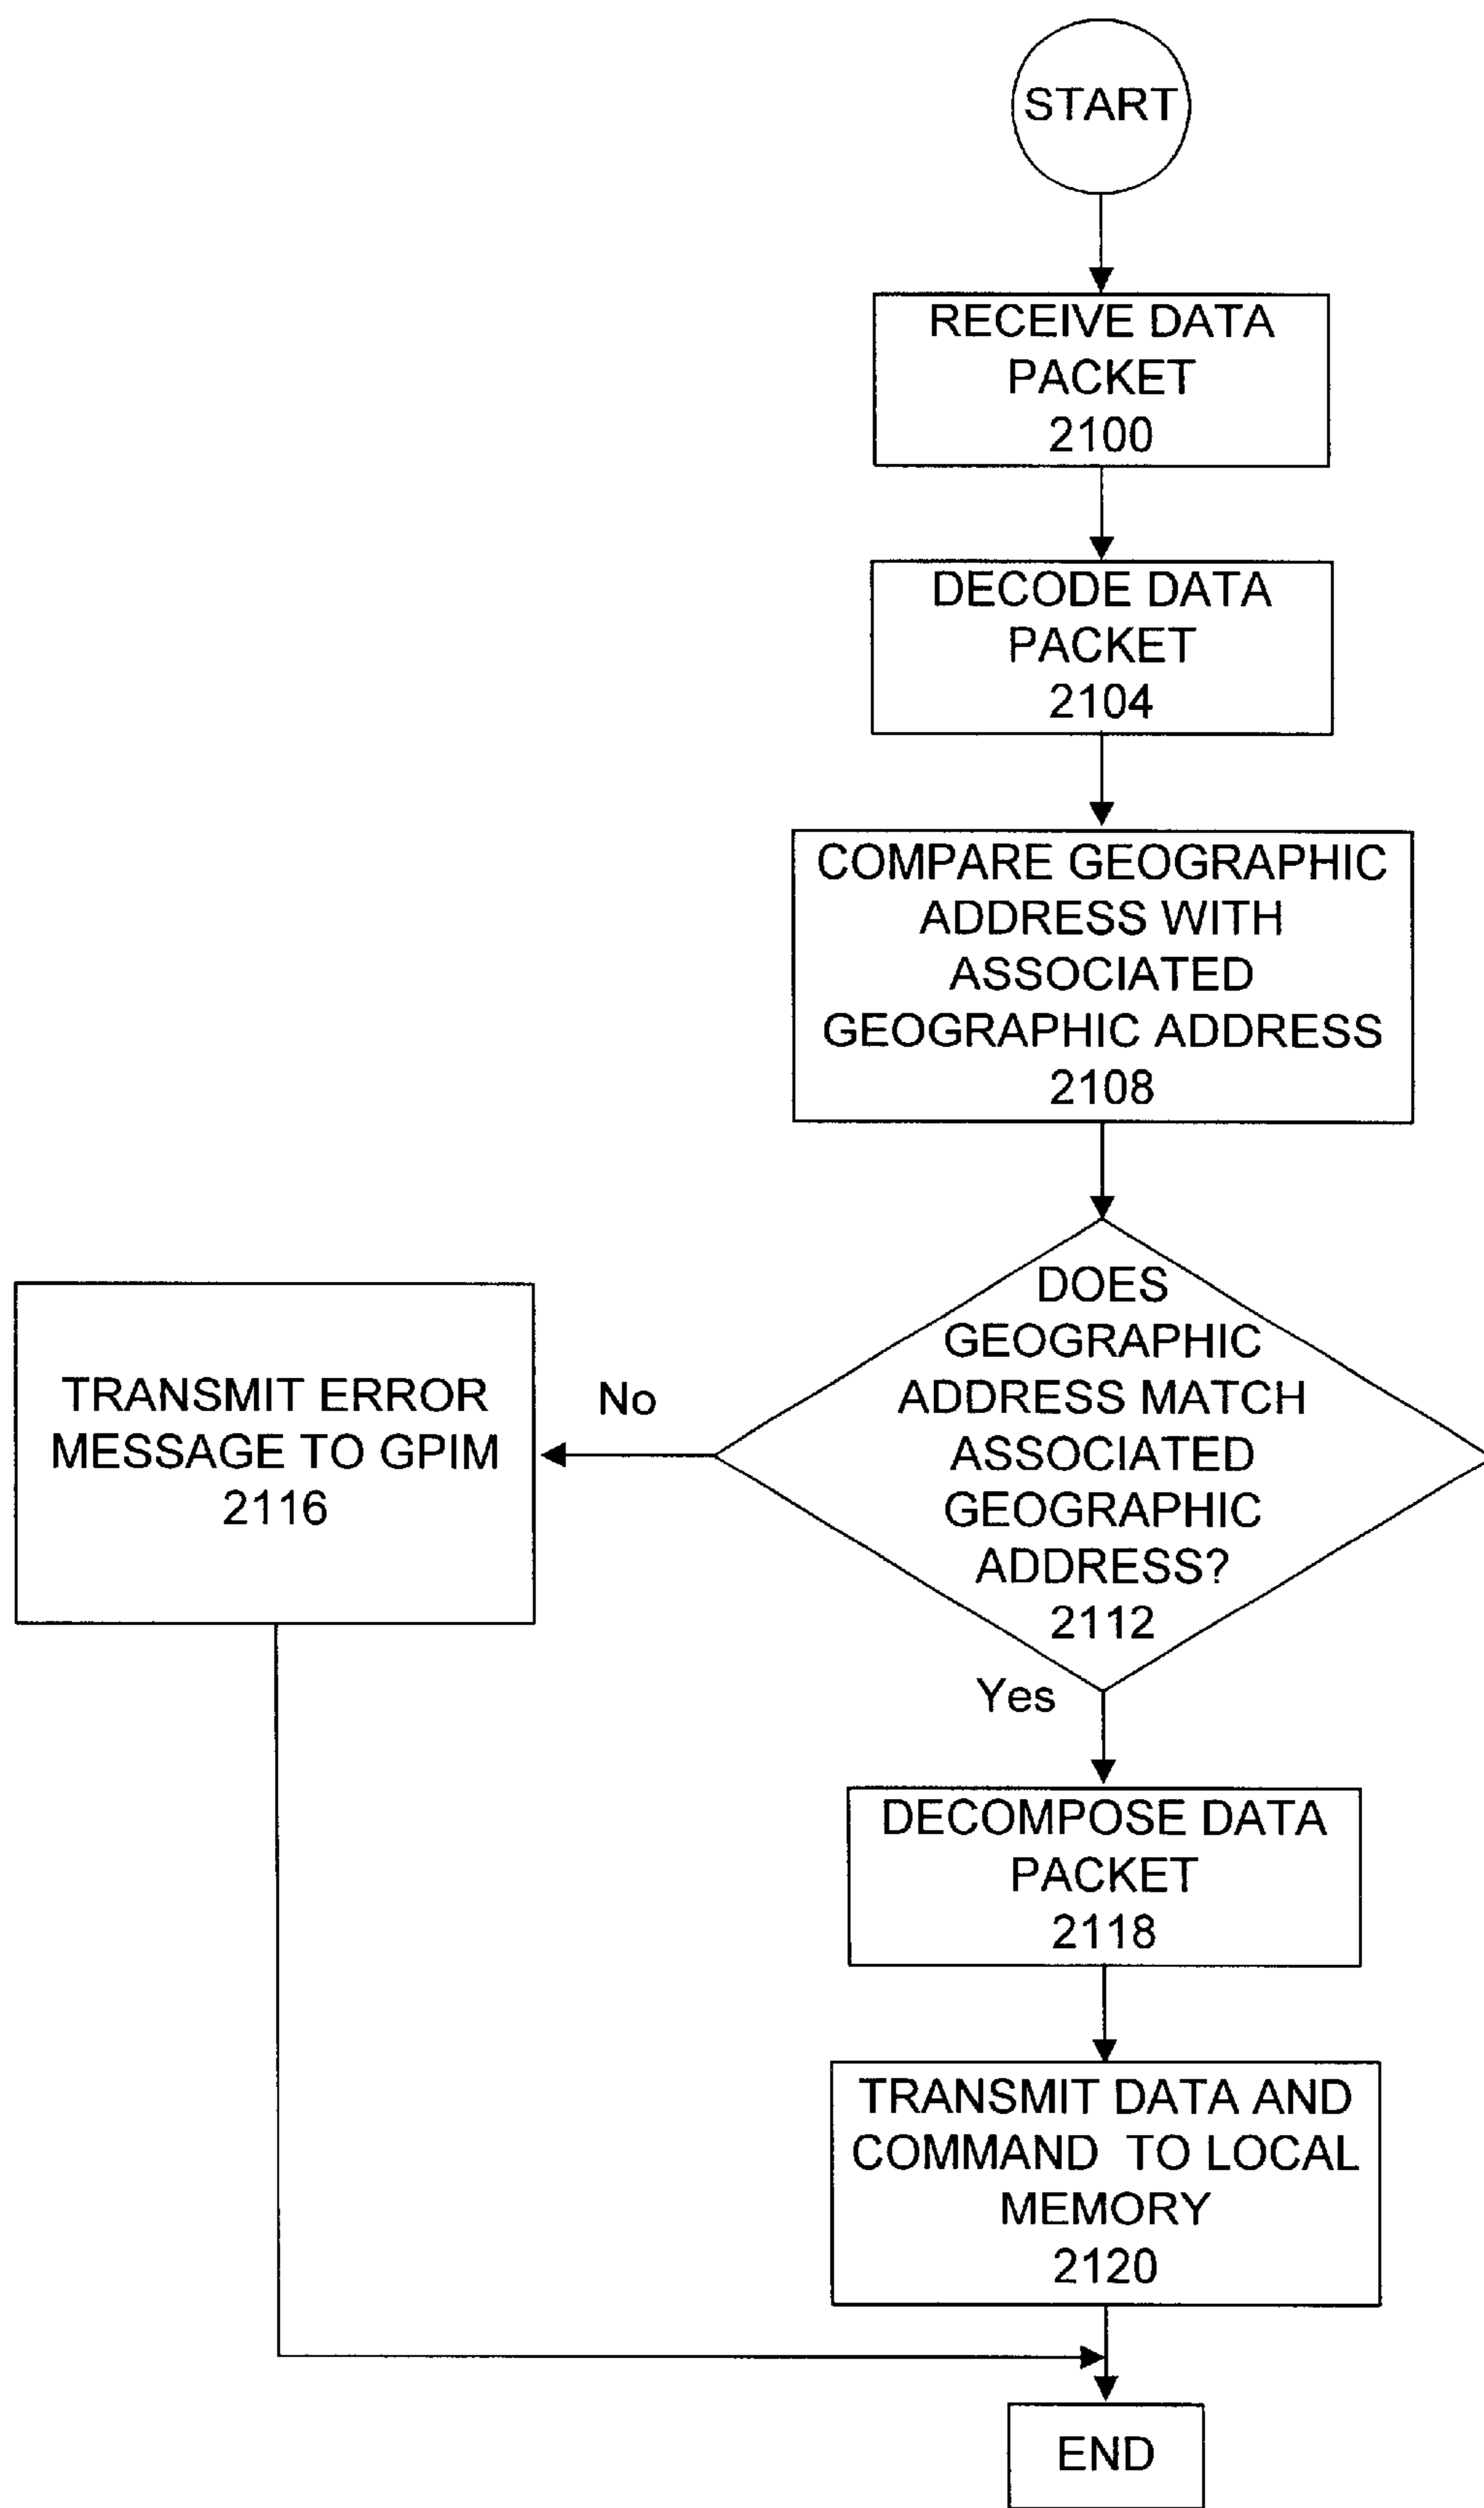 START
RECEIVE DATA
PACKET
2100
DECODE DATA
PACKET
2104
COMPARE GEOGRAPHIC
ADDRESS WITH
ASSOCIATED
GEOGRAPHIC ADDRESS
2108
DOES
GEOGRAPHIC
ADDRESS MATCH
ASSOCIATED
GEOGRAPHIC
ADDRESS?
2112
No
TRANSMIT ERROR
MESSAGE TO GPIM
2116
Yes
DECOMPOSE DATA
PACKET
2118
TRANSMIT DATA AND
COMMAND TO LOCAL
MEMORY
2120
END